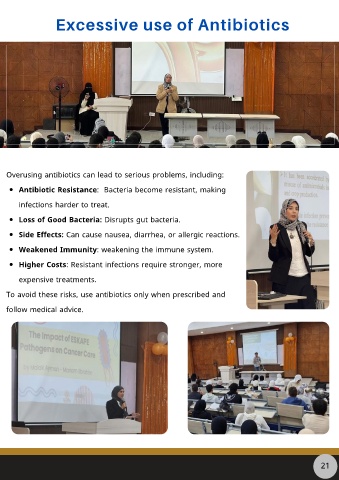 Excessive use of Antibiotics
Overusing antibiotics can lead to serious problems, including:
• Antibiotic Resistance: Bacteria become resistant, making
infections harder to treat.
• Loss of Good Bacteria: Disrupts gut bacteria.
• Side Effects: Can cause nausea, diarrhea, or allergic reactions.
• Weakened Immunity: weakening the immune system.
• Higher Costs: Resistant infections require stronger, more
expensive treatments.
To avoid these risks, use antibiotics only when prescribed and
follow medical advice.
The Impact of ESKAPE
Pathogens on Cancer Care
21